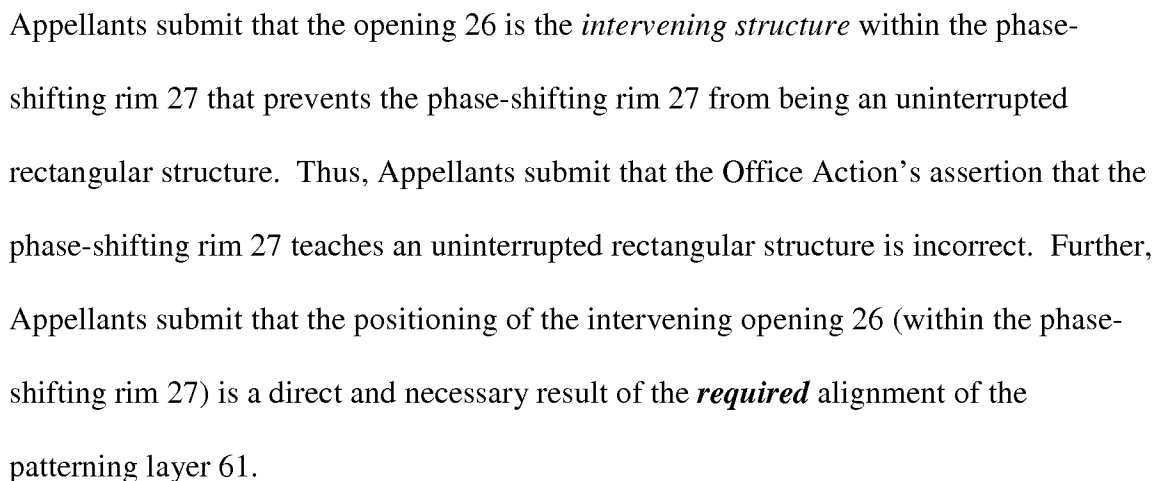 Appellants submit that the opening 26 is the intervening structure within the phase-
shifting rim 27 that prevents the phase-shifting rim 27 from being an uninterrupted
rectangular structure.  Thus, Appellants submit that the Office Action's assertion that the
phase-shifting rim 27 teaches an uninterrupted rectangular structure is incorrect.  Further,
Appellants submit that the positioning of the intervening opening 26 (within the phase-
shifting rim 27) is a direct and necessary result of the required alignment of the
patterning layer 61.